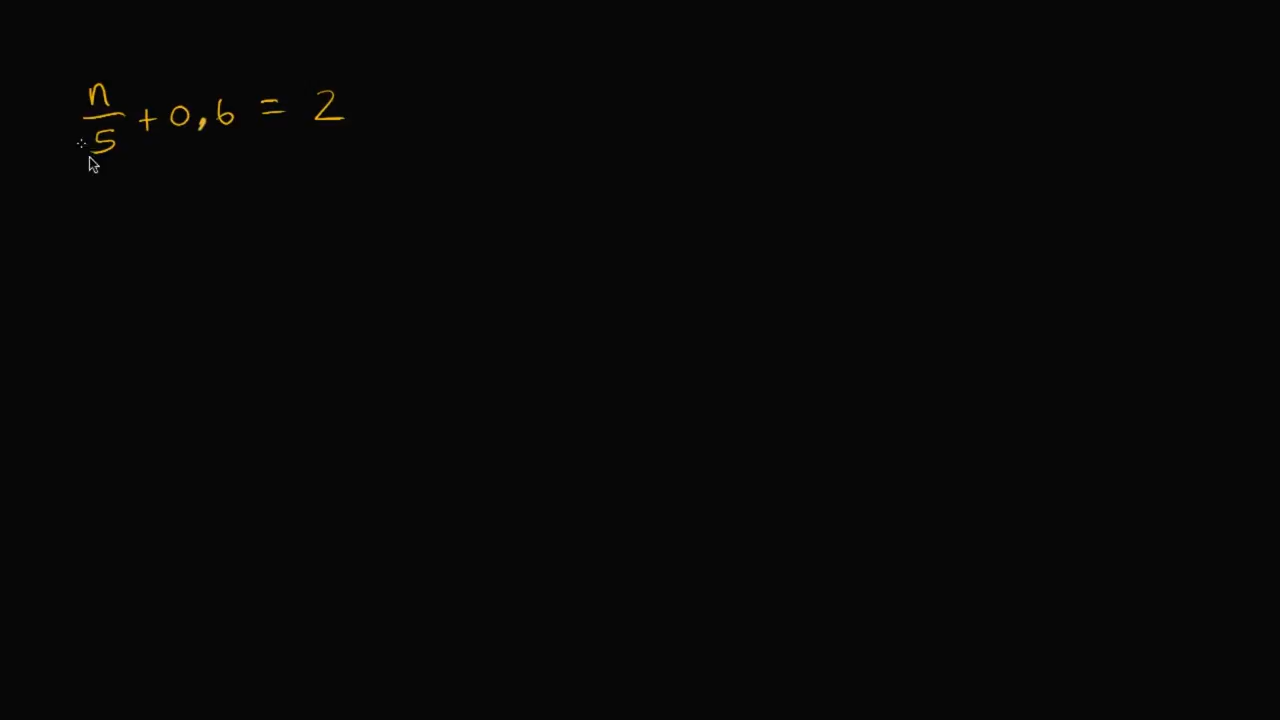 n/5 + 0,6 = 2